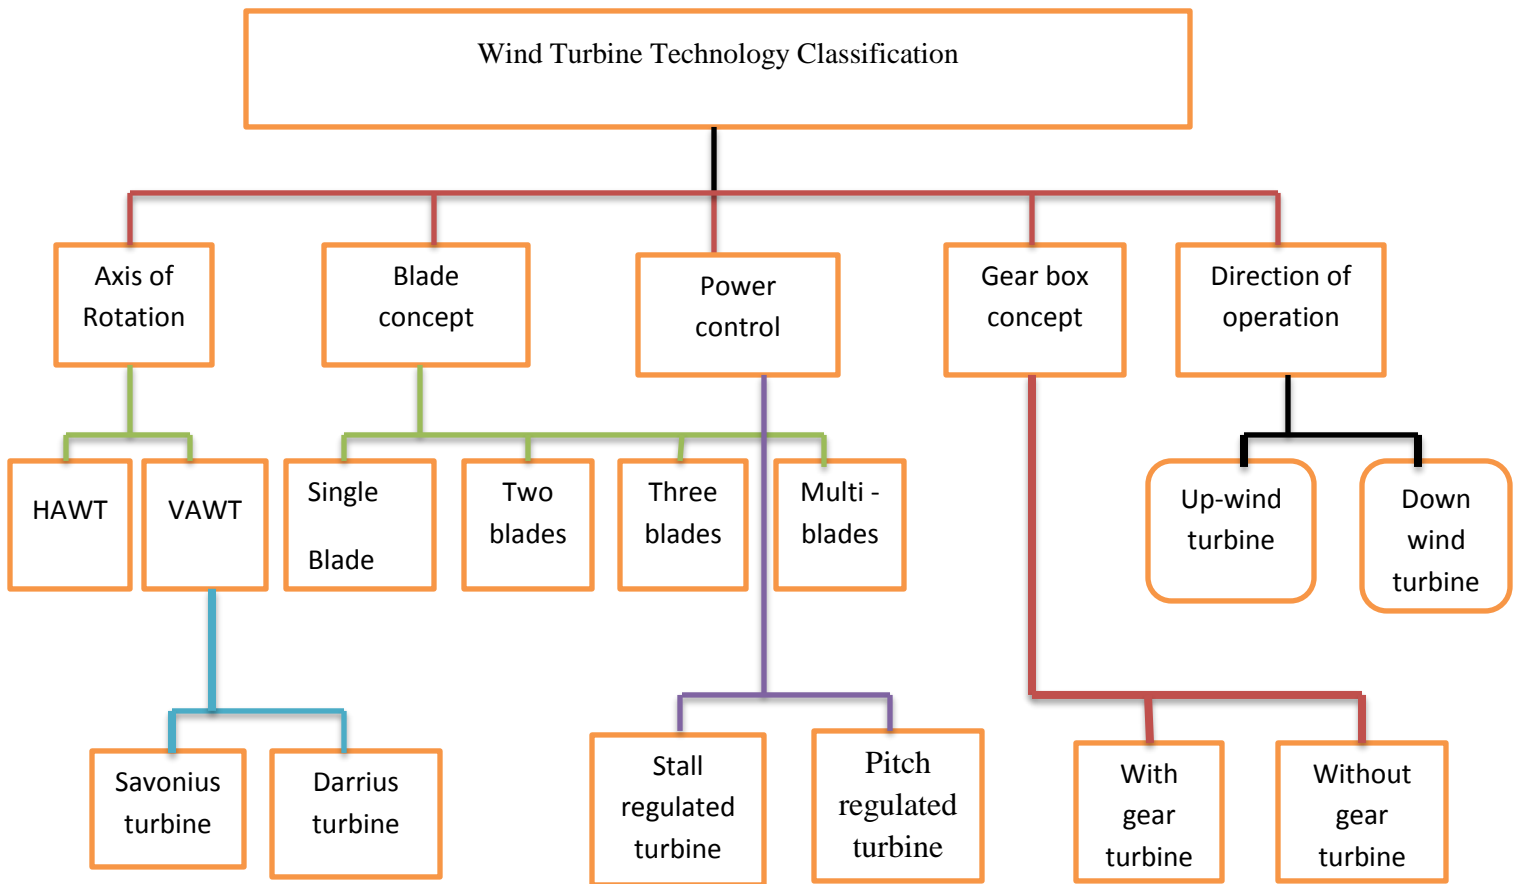 Wind Turbine Technology Classification
Axis of
Rotation
Blade
concept
Power
control
Gear box
concept
Direction of
operation
HAWT
VAWT
Single
Blade
Two
blades
Three
blades
Multi -
blades
Up-wind
turbine
Down
wind
turbine
Savonius
turbine
Darrius
turbine
Stall
regulated
turbine
Pitch
regulated
turbine
With
gear
turbine
Without
gear
turbine